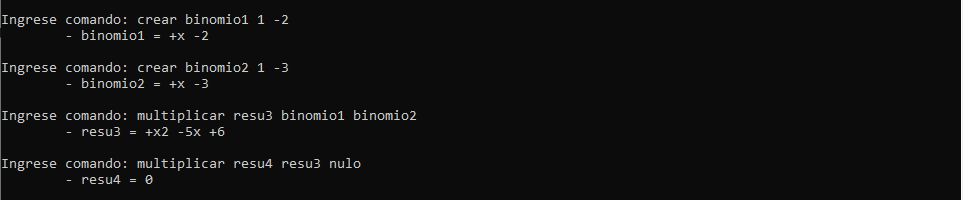 Ingrese comando: crear binomio1 1 -2
- binomio1 = +x -2
Ingrese comando: crear binomio2 1 -3
- binomio2 = +x -3
Ingrese comando: multiplicar resu3 binomio1 binomio2
- resu3 = +x2 -5x +6
Ingrese comando: multiplicar resu4 resu3 nulo
- resu4 = 0